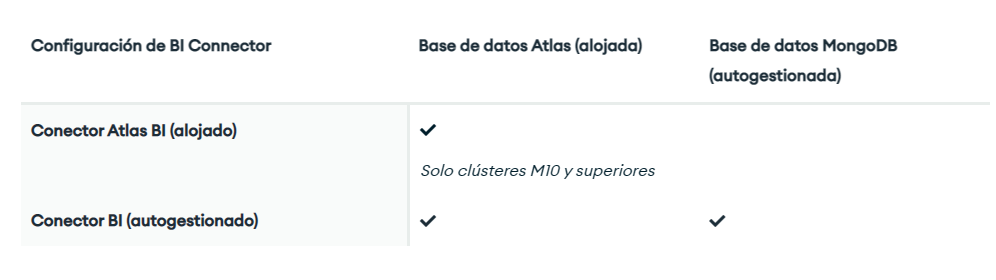 Configuración de BI Connector
Base de datos Atlas (alojada)
Base de datos MongoDB
(autogestionada)
Conector Atlas BI (alojado)
Solo clústeres M10 y superiores
Conector BI (autogestionado)